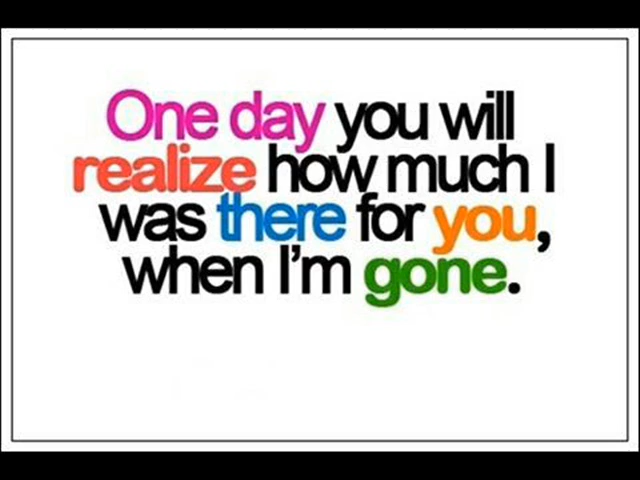 One day you will
realize how much I
was there for you,
when I'm gone.